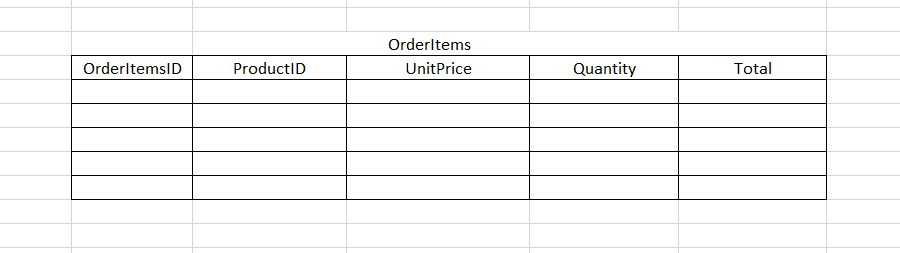 OrderItems
OrderItemsID ProductID UnitPrice Quantity Total